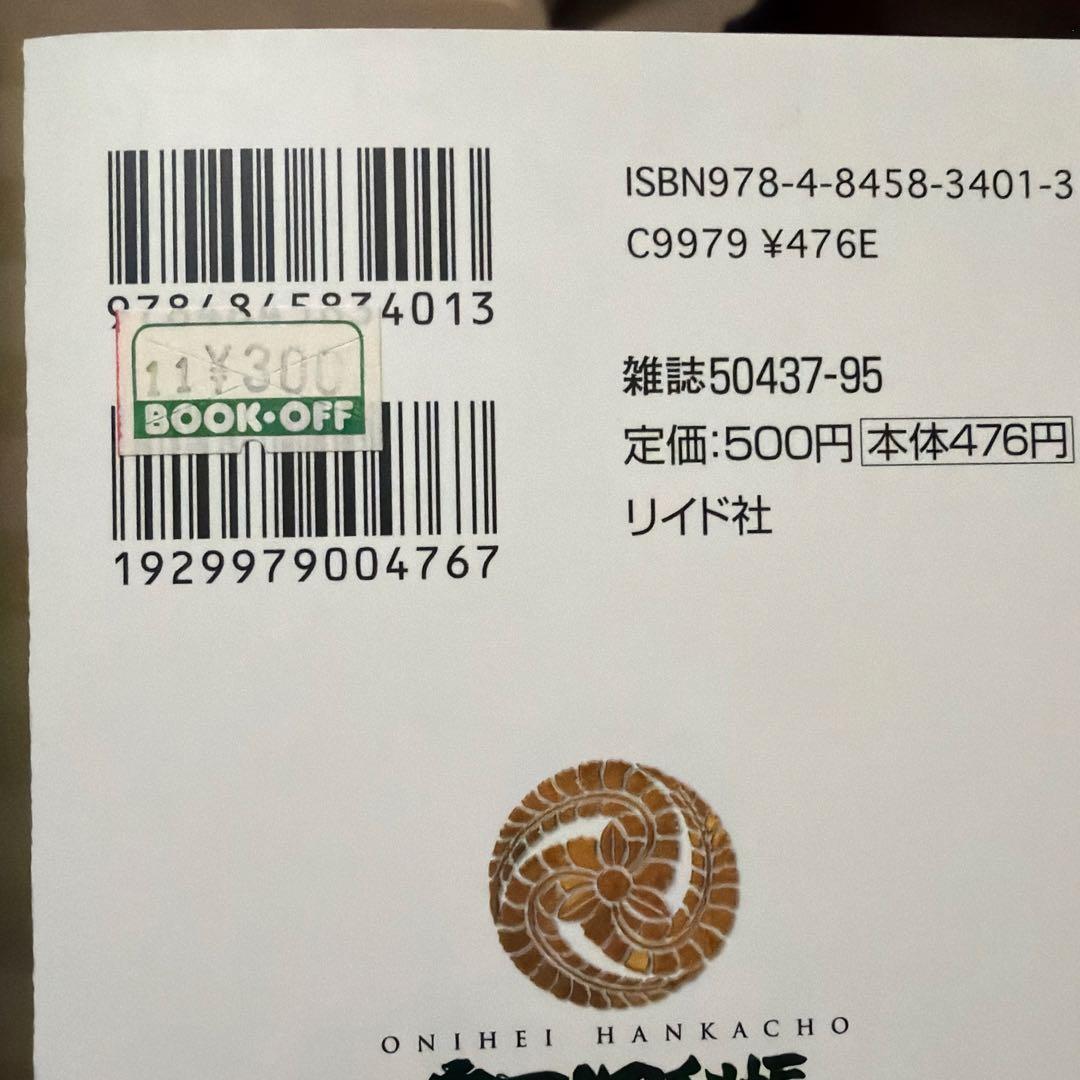 ISBN978-4-8458-3401-3
C9979 ¥476E
9784845834013
11¥300
BOOK・OFF
雑誌50437-95
定価:500円 本体476円
リイド社
1929979004767
ONIHEI HANKACHO